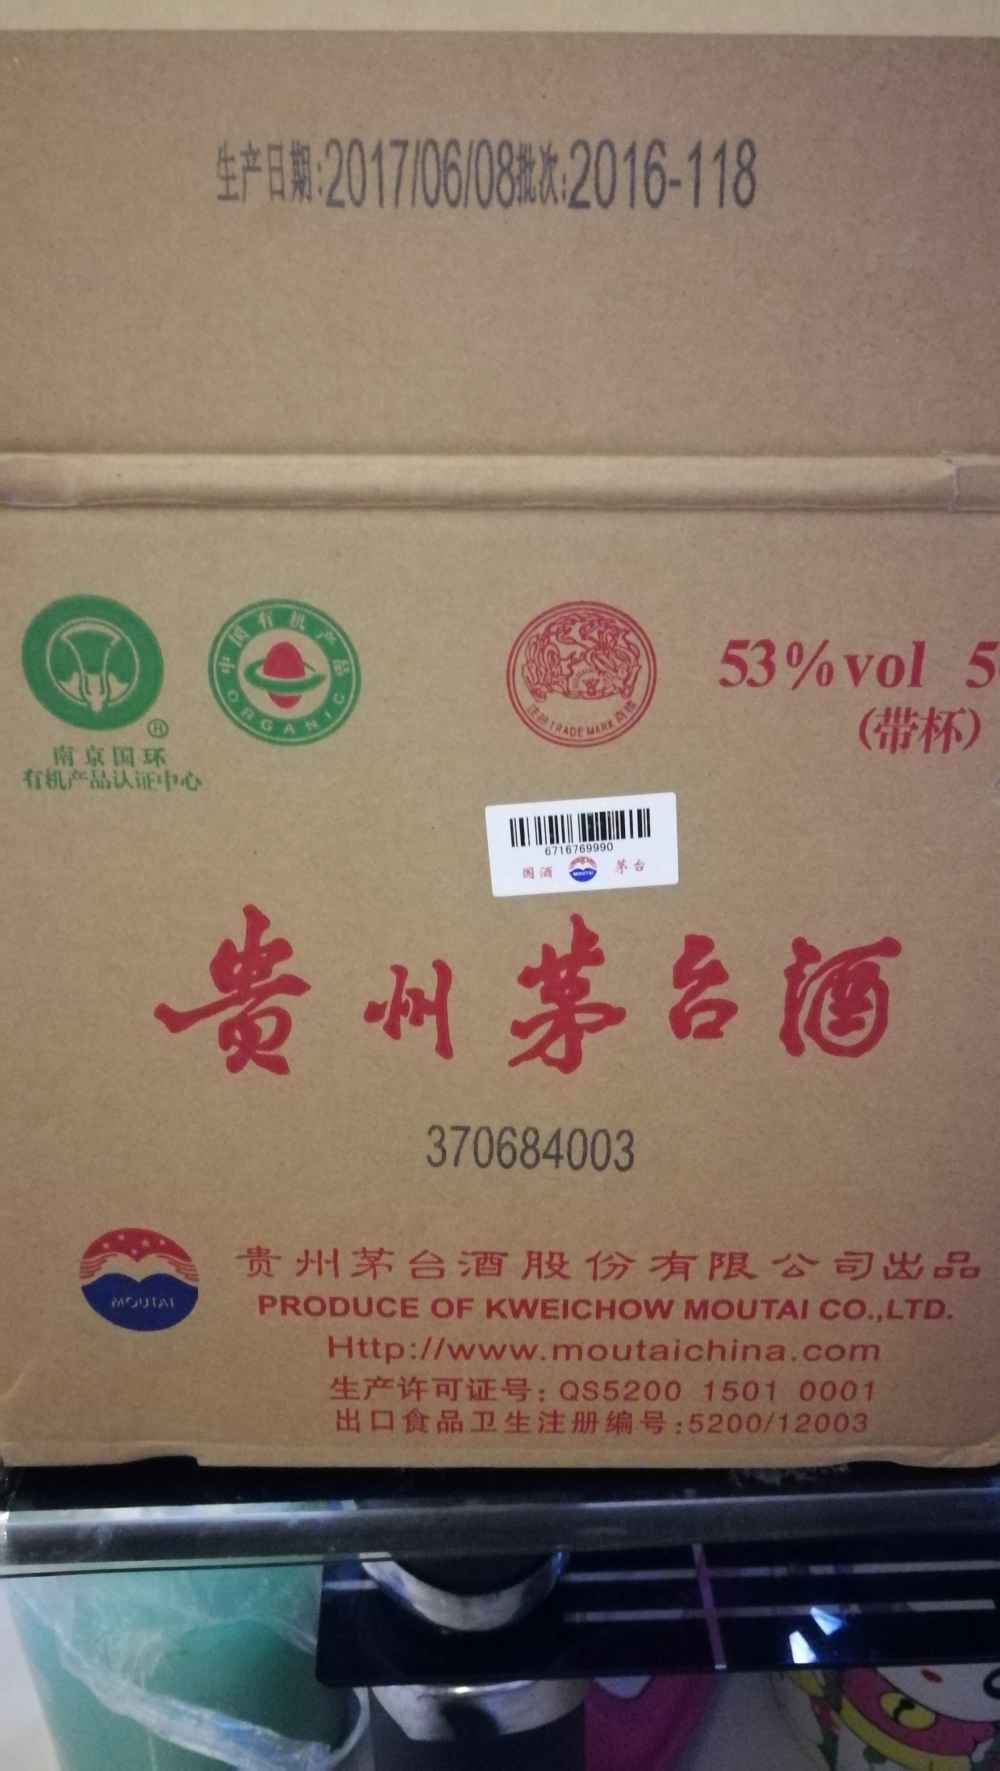 生产日期:2017/06/08批次:2016-118
中国有机产品
ORGANIC
TRADE MARK
53%vol 5
(带杯)
南京国环
有机产品认证中心
6716769990
国酒 MOUTAI 茅台
贵州茅台酒
370684003
MOUTAI
贵州茅台酒股份有限公司出品
PRODUCE OF KWEICHOW MOUTAI CO.,LTD.
Http://www.moutaichina.com
生产许可证号: QS5200 1501 0001
出口食品卫生注册编号:5200/12003